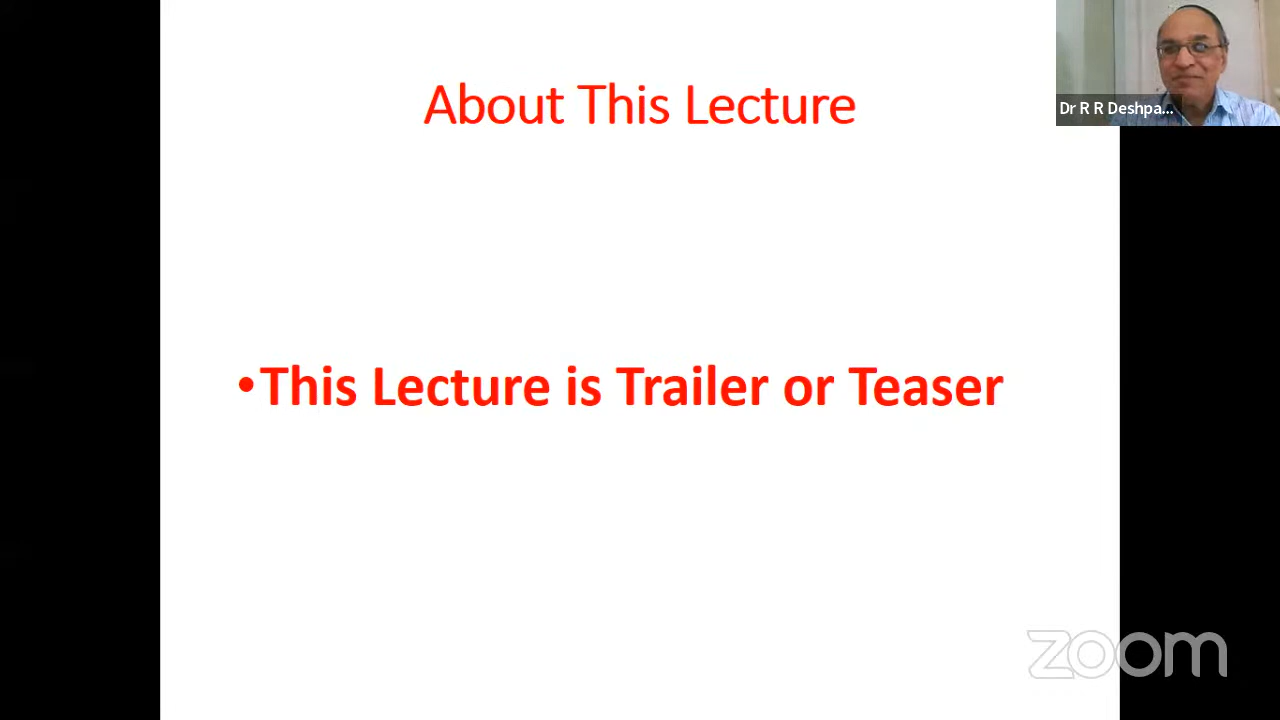 About This Lecture
Dr R R Deshpa...
•This Lecture is Trailer or Teaser
zoom